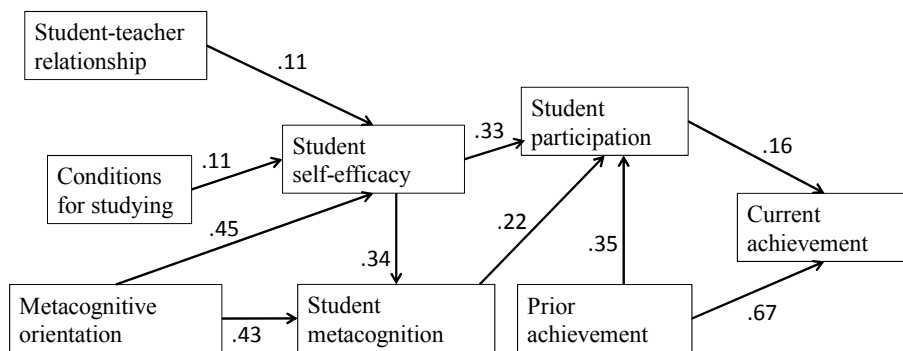 Student-teacher
relationship
.11
Student
participation
.33
Student
self-efficacy
.16
.11
Conditions
for studying
Current
achievement
.45
.22
.34
.35
Metacognitive
orientation
.43
Student
metacognition
Prior
achievement
.67